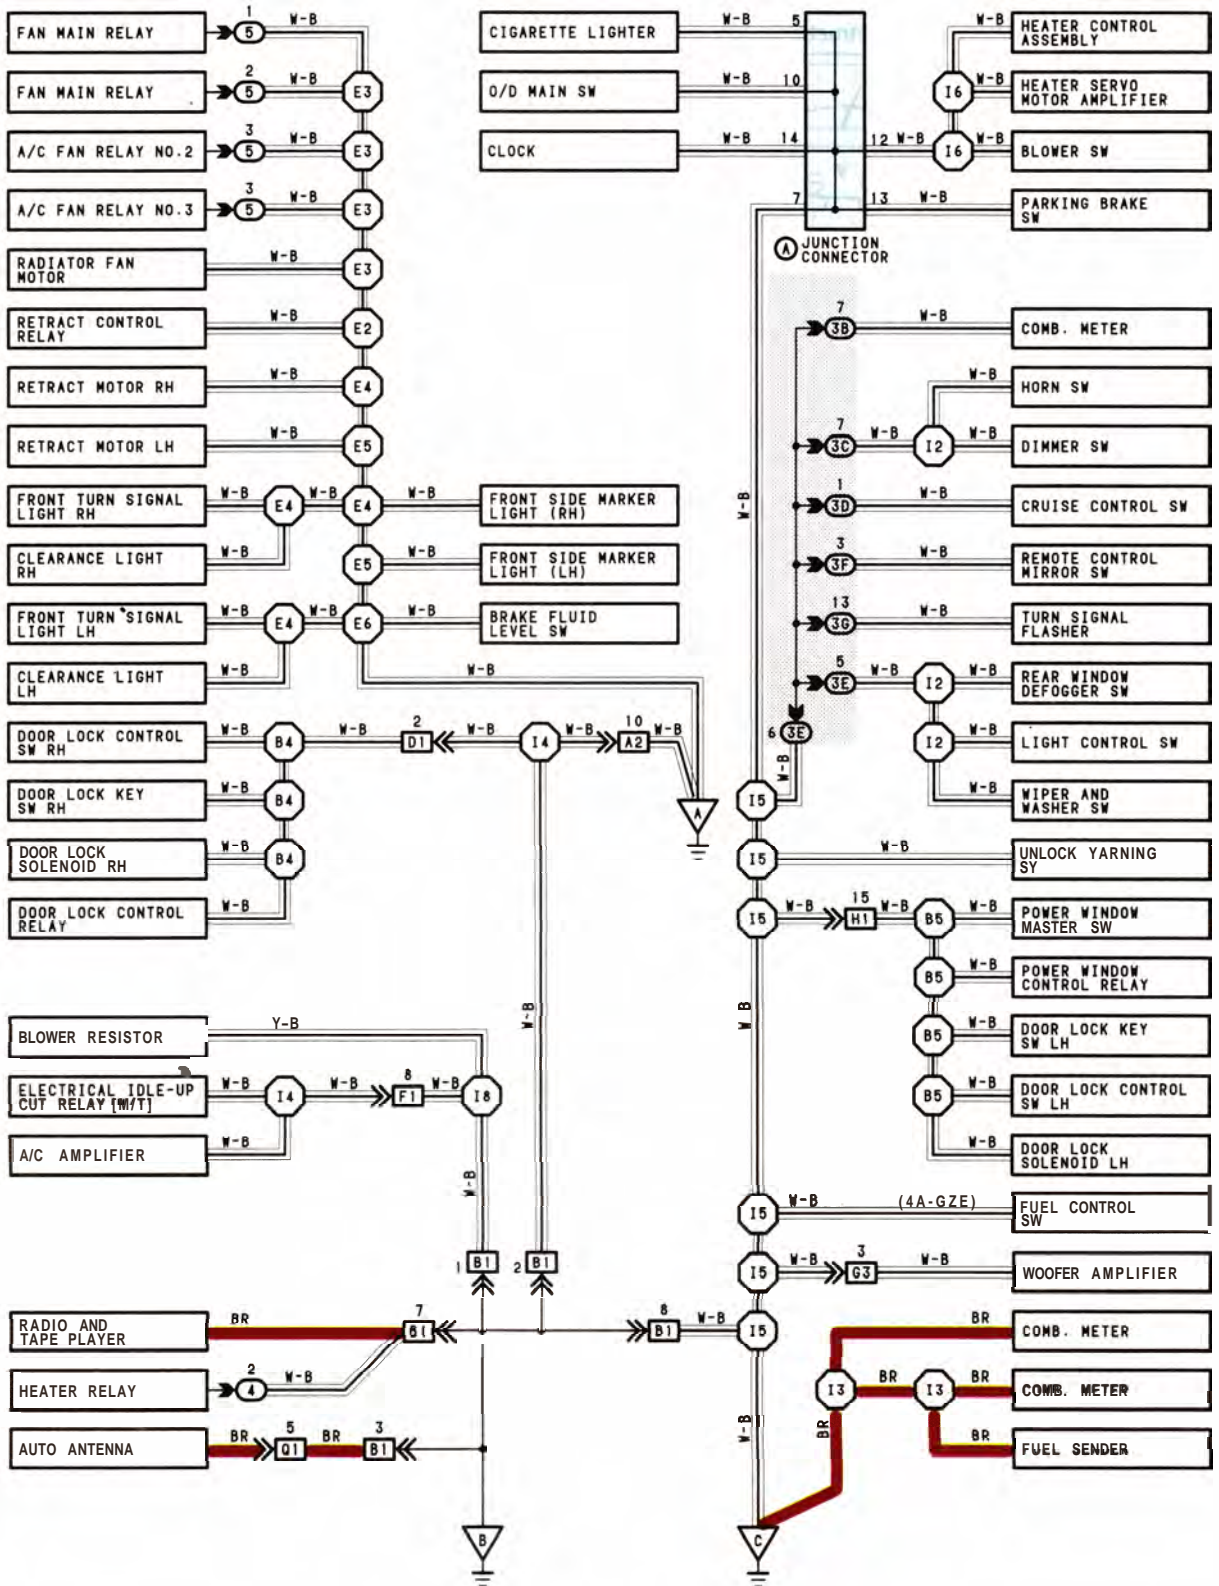 1
FAN MAIN RELAY 5 W-B
2
FAN MAIN RELAY 5 W-B E3
3
A/C FAN RELAY NO.2 5 W-B E3
3
A/C FAN RELAY NO.3 5 W-B E3
RADIATOR FAN
MOTOR
W-B E3
RETRACT CONTROL
RELAY
W-B E2
RETRACT MOTOR RH W-B E4
RETRACT MOTOR LH W-B E5
FRONT TURN SIGNAL
LIGHT RH
W-B E4 W-B E4 W-B
FRONT SIDE MARKER
LIGHT (RH)
CLEARANCE LIGHT
RH
W-B E5 W-B
FRONT SIDE MARKER
LIGHT (LH)
FRONT TURN SIGNAL
LIGHT LH
W-B E4 W-B E6 W-B
BRAKE FLUID
LEVEL SW
CLEARANCE LIGHT
LH
W-B W-B
DOOR LOCK CONTROL
SW RH
W-B B4 W-B 2 D1 W-B I4 W-B 10 A2 W-B
DOOR LOCK KEY
SW RH
W-B B4
A
DOOR LOCK
SOLENOID RH
W-B B4
DOOR LOCK CONTROL
RELAY
W-B
W-B
BLOWER RESISTOR Y-B
ELECTRICAL IDLE-UP
CUT RELAY [M/T]
W-B I4 W-B 8 F1 W-B I8
A/C AMPLIFIER W-B
W-B
1 B1 2 B1
RADIO AND
TAPE PLAYER
BR 7 B1 8 B1 W-B I5
HEATER RELAY 2 4 W-B
AUTO ANTENNA BR 5 Q1 BR 3 B1
B
CIGARETTE LIGHTER W-B 5
O/D MAIN SW W-B 10
CLOCK W-B 14
7
12 W-B I6 W-B BLOWER SW
W-B HEATER CONTROL
ASSEMBLY
I6 W-B HEATER SERVO
MOTOR AMPLIFIER
13 W-B PARKING BRAKE
SW
A JUNCTION
CONNECTOR
7
3B W-B COMB. METER
W-B HORN SW
7
3C W-B I2 W-B DIMMER SW
W-B
1
3D W-B CRUISE CONTROL SW
3
3F W-B REMOTE CONTROL
MIRROR SW
13
3G W-B TURN SIGNAL
FLASHER
5
3E W-B I2 W-B REAR WINDOW
DEFOGGER SW
6 3E
I2 W-B LIGHT CONTROL SW
W-B
I5
W-B WIPER AND
WASHER SW
I5 W-B UNLOCK YARNING
SY
I5 W-B 15 H1 W-B B5 W-B POWER WINDOW
MASTER SW
B5 W-B POWER WINDOW
CONTROL RELAY
W-B
B5 W-B DOOR LOCK KEY
SW LH
B5 W-B DOOR LOCK CONTROL
SW LH
W-B DOOR LOCK
SOLENOID LH
I5 W-B (4A-GZE) FUEL CONTROL
SW
I5 W-B 3 G3 W-B WOOFER AMPLIFIER
BR COMB. METER
I3 BR I3 BR COMB. METER
W-B BR
BR FUEL SENDER
C